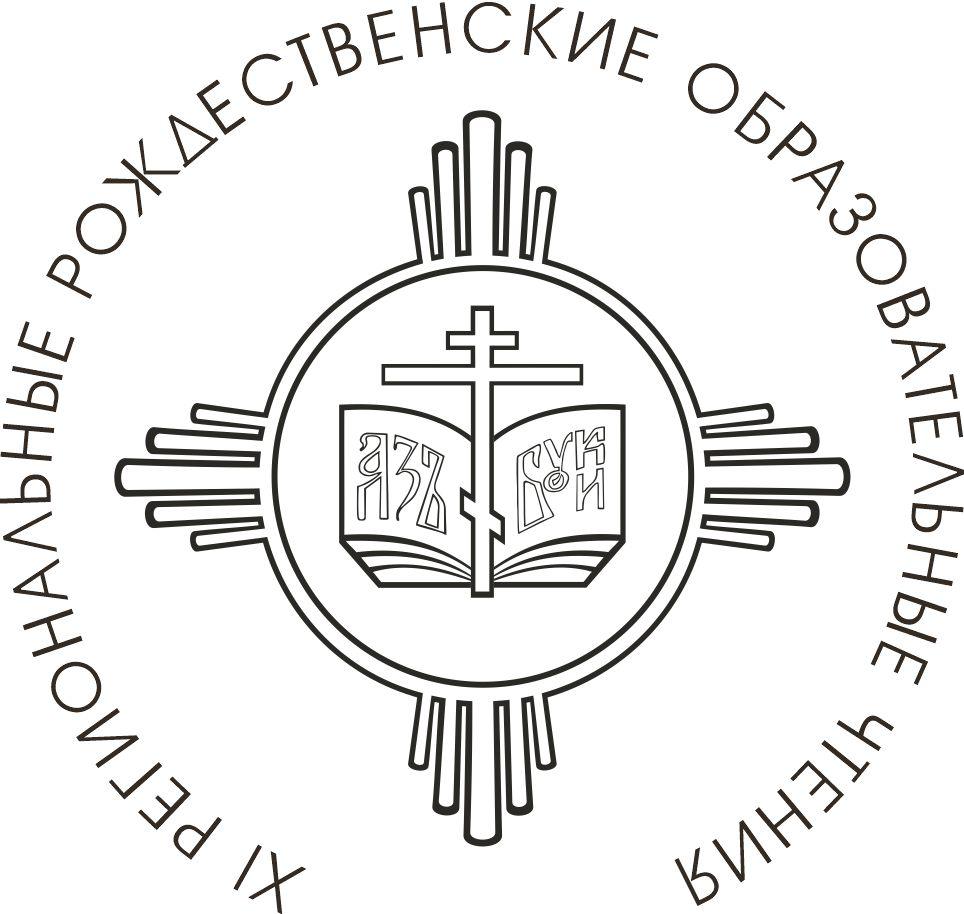 XI РЕГИОНАЛЬНЫЕ РОЖДЕСТВЕНСКИЕ ОБРАЗОВАТЕЛЬНЫЕ ЧТЕНИЯ
АЗЪ
БУКИ